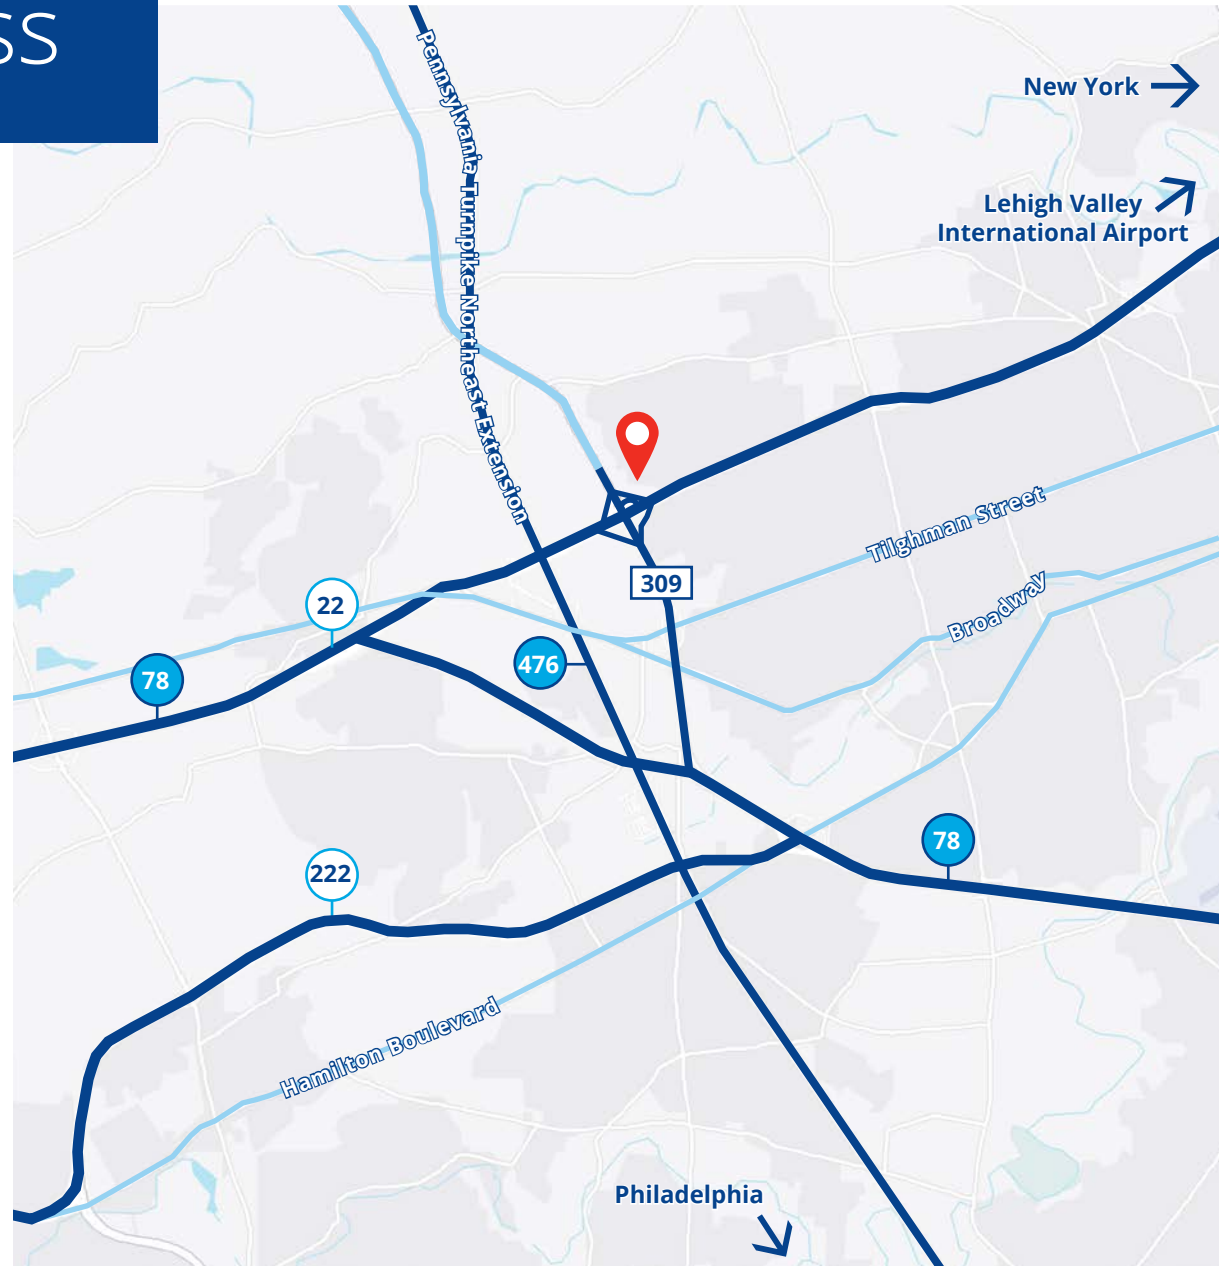 SS
Pennsylvania Turnpike Northeast Extension
New York
Lehigh Valley
International Airport
Tilghman Street
309
Broadway
22
476
78
78
222
Hamilton Boulevard
Philadelphia